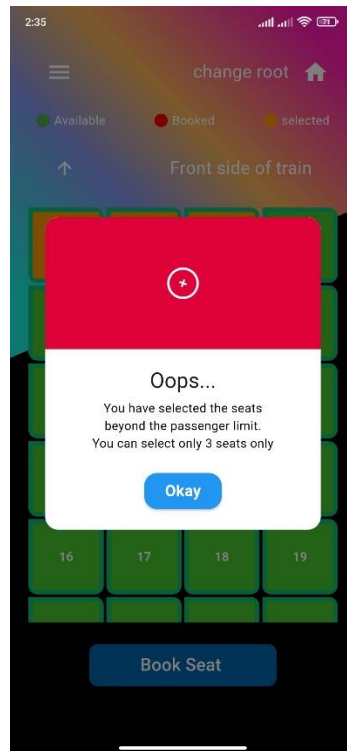 2:35
71
change root
Available
Booked
selected
Front side of train
Oops...
You have selected the seats
beyond the passenger limit.
You can select only 3 seats only
Okay
16 17 18 19
Book Seat